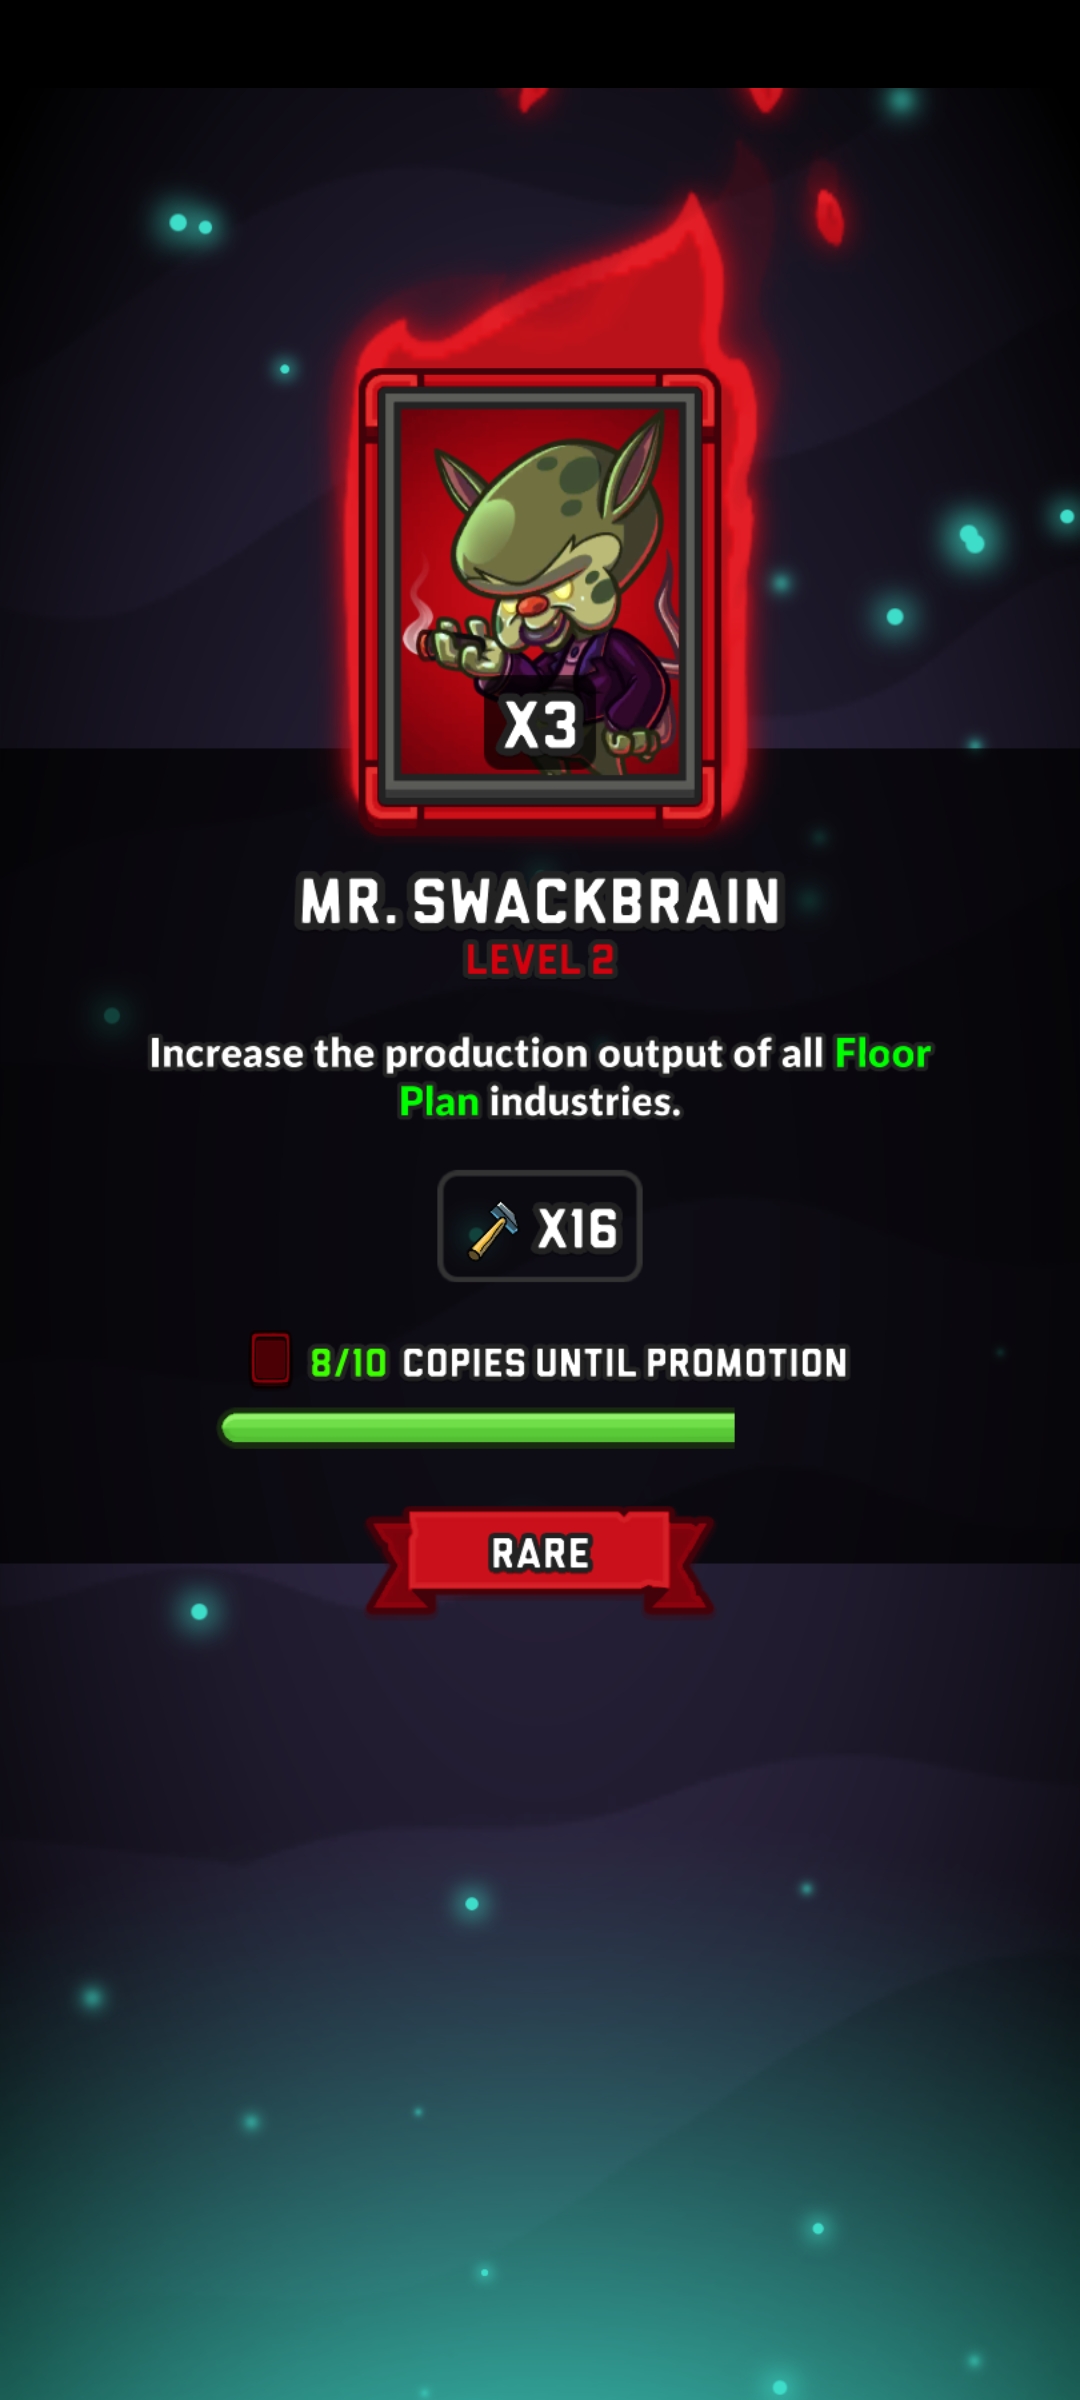 X3
MR. SWACKBRAIN
LEVEL 2
Increase the production output of all Floor
Plan industries.
X16
8/10 COPIES UNTIL PROMOTION
RARE